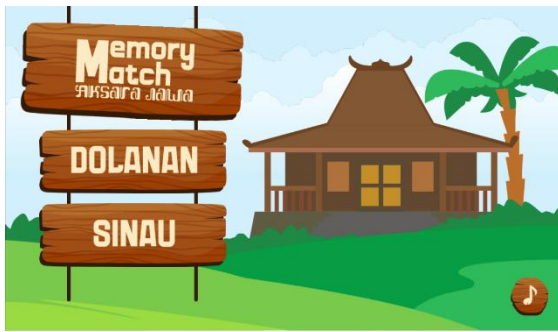 Memory
Match
Aksara Jawa
DOLANAN
SINAU